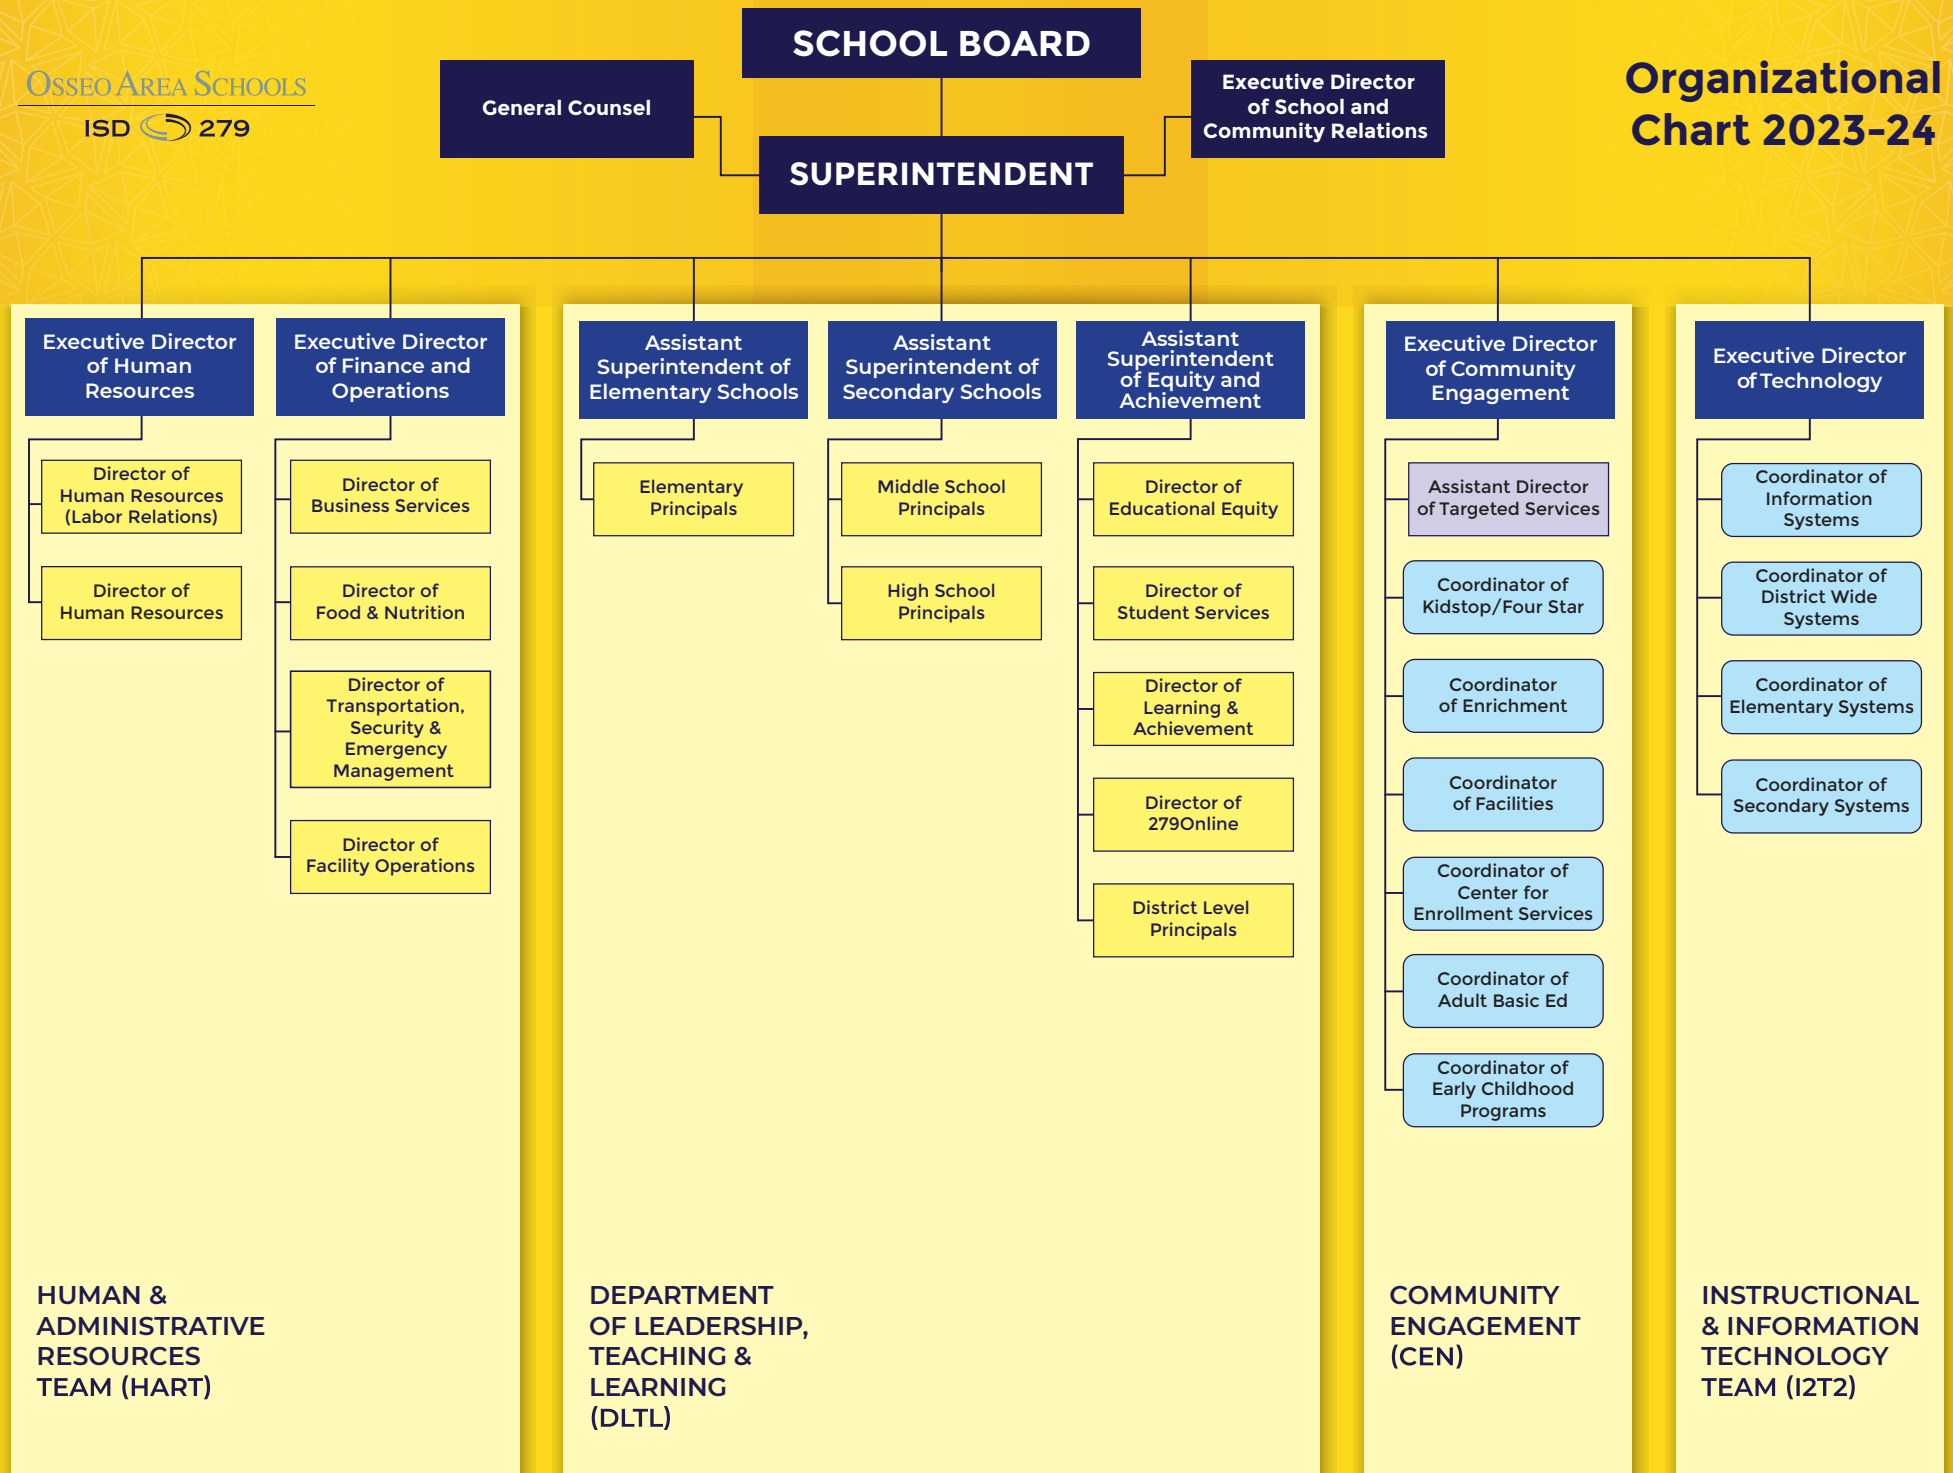 OSSEO AREA SCHOOLS
ISD 279
SCHOOL BOARD
General Counsel
Executive Director
of School and
Community Relations
SUPERINTENDENT
Organizational
Chart 2023-24
Executive Director
of Human
Resources
Director of
Human Resources
(Labor Relations)
Director of
Human Resources
Executive Director
of Finance and
Operations
Director of
Business Services
Director of
Food & Nutrition
Director of
Transportation,
Security &
Emergency
Management
Director of
Facility Operations
HUMAN &
ADMINISTRATIVE
RESOURCES
TEAM (HART)
Assistant
Superintendent of
Elementary Schools
Elementary
Principals
Assistant
Superintendent of
Secondary Schools
Middle School
Principals
High School
Principals
Assistant
Superintendent
of Equity and
Achievement
Director of
Educational Equity
Director of
Student Services
Director of
Learning &
Achievement
Director of
279Online
District Level
Principals
DEPARTMENT
OF LEADERSHIP,
TEACHING &
LEARNING
(DLTL)
Executive Director
of Community
Engagement
Assistant Director
of Targeted Services
Coordinator of
Kidstop/Four Star
Coordinator
of Enrichment
Coordinator
of Facilities
Coordinator of
Center for
Enrollment Services
Coordinator of
Adult Basic Ed
Coordinator of
Early Childhood
Programs
COMMUNITY
ENGAGEMENT
(CEN)
Executive Director
of Technology
Coordinator of
Information
Systems
Coordinator of
District Wide
Systems
Coordinator of
Elementary Systems
Coordinator of
Secondary Systems
INSTRUCTIONAL
& INFORMATION
TECHNOLOGY
TEAM (I2T2)